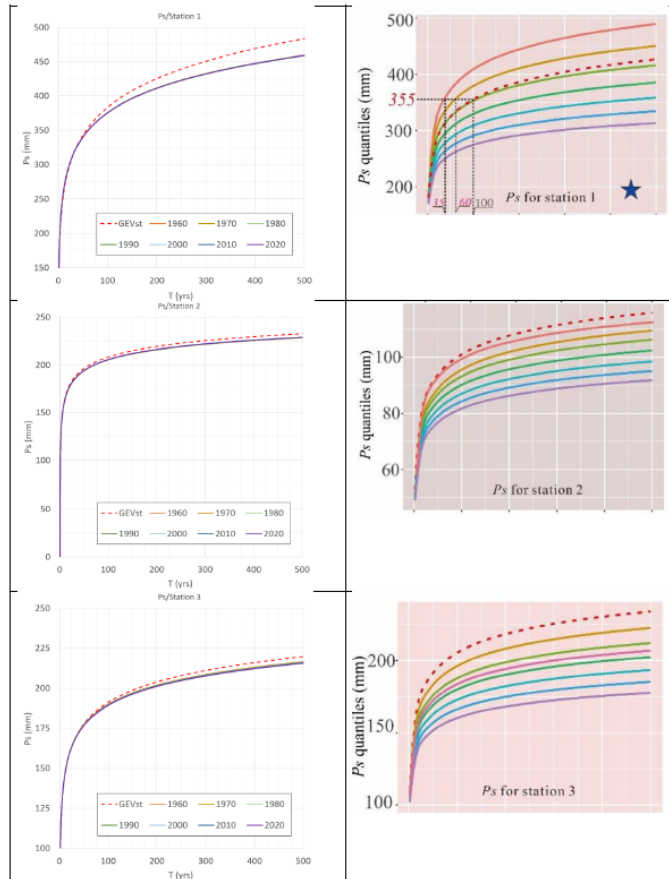 Ps/Station 1
500
450
400
350
300
250
200
150
Ps (mm)
GEVst 1960 1970 1980
1990 2000 2010 2020
0 100 200 300 400 500
T (yrs)
500
400
355
300
200
Ps quantiles (mm)
35 60 100
Ps for station 1
Ps/Station 2
250
200
150
100
50
0
Ps (mm)
GEVst 1960 1970 1980
1990 2000 2010 2020
0 100 200 300 400 500
T (yrs)
100
80
60
Ps quantiles (mm)
Ps for station 2
Ps/Station 3
250
225
200
175
150
125
100
Ps (mm)
GEVst 1960 1970 1980
1990 2000 2010 2020
0 100 200 300 400 500
T (yrs)
200
150
100
Ps quantiles (mm)
Ps for station 3